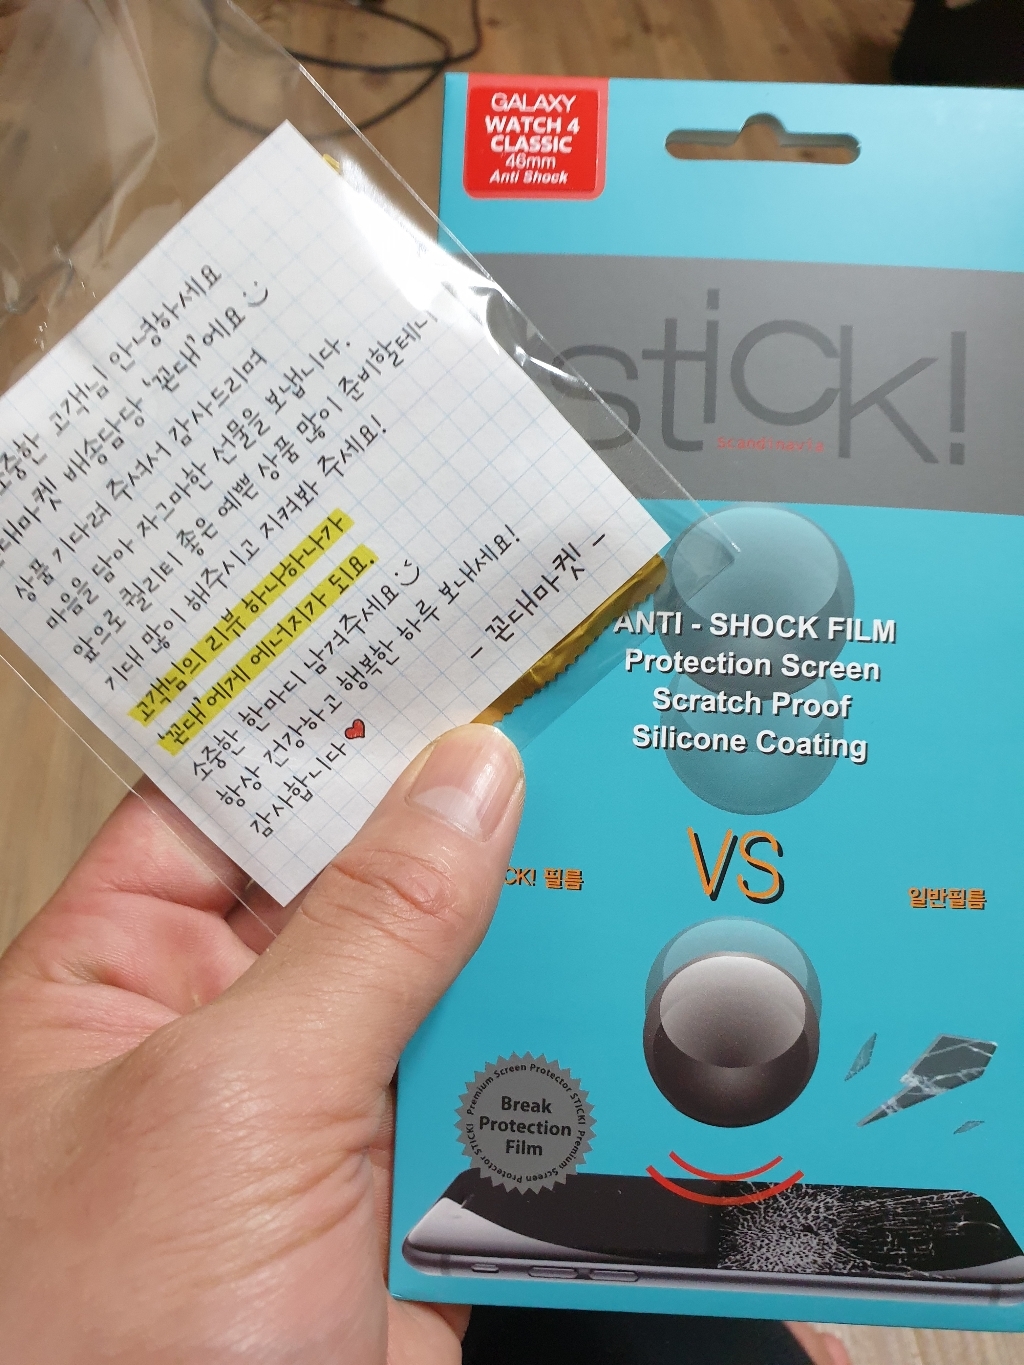 소중한 고객님 안녕하세요
꼰대마켓 배송담당 '꼰대'에요
상품 기다려 주셔서 감사드리며
마음을 담아 자그마한 선물을 보냅니다.
앞으로 퀄리티 좋은 예쁜 상품 많이 준비할테니
기대 많이 해주시고 지켜봐 주세요!
고객님의 리뷰 하나하나가
'꼰대'에게 에너지가 되요.
소중한 한마디 남겨주세요
항상 건강하고 행복한 하루 보내세요!
감사합니다
- 꼰대마켓 -
GALAXY
WATCH 4
CLASSIC
46mm
Anti Shock
stick!
Scandinavia
ANTI - SHOCK FILM
Protection Screen
Scratch Proof
Silicone Coating
VS
CK! 필름
일반필름
Premium Screen Protector STICK! Premium Screen Protector STICK!
Break
Protection
Film